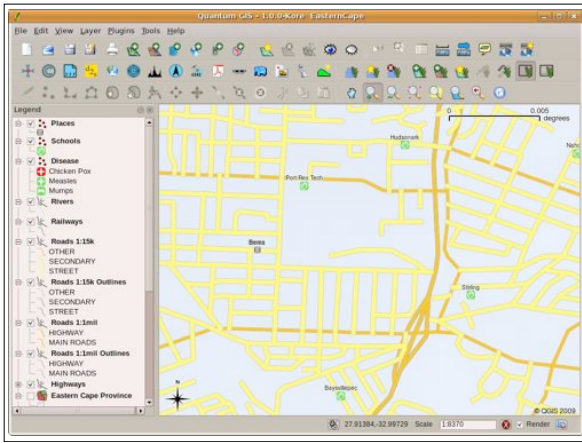 Quantum GIS - 1.0.0-Kore EasternCape
File Edit View Layer Plugins Tools Help
Legend
Places
Schools
Disease
Chicken Pox
Measles
Mumps
Rivers
Railways
Roads 1:15k
OTHER
SECONDARY
STREET
Roads 1:15k Outlines
OTHER
SECONDARY
STREET
Roads 1:1mil
HIGHWAY
MAIN ROADS
Roads 1:1mil Outlines
HIGHWAY
MAIN ROADS
Highways
Eastern Cape Province
0 0.005
degrees
Hudsonpark
Port Rex Tech
Berea
Stirling
N
© QGIS 2009
27.91384,-32.99729 Scale 1:8370 Render